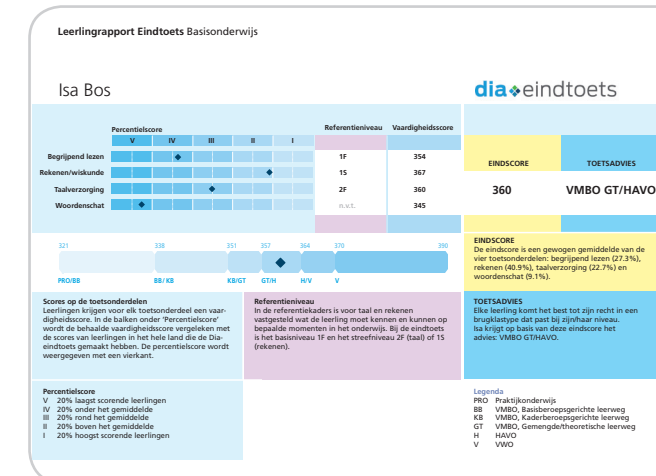 Leerlingrapport Eindtoets Basisonderwijs
Isa Bos
dia eindtoets
Percentielscore
Referentieniveau
Vaardigheidsscore
V IV III II I
Begrijpend lezen 1F 354
Rekenen/wiskunde 1S 367
Taalverzorging 2F 360
Woordenschat n.v.t. 345
EINDSCORE TOETSADVIES
360 VMBO GT/HAVO
321 338 351 357 364 370 390
PRO/BB BB/ KB KB/GT GT/H H/V V
EINDSCORE
De eindscore is een gewogen gemiddelde van de
vier toetsonderdelen: begrijpend lezen (27.3%),
rekenen (40.9%), taalverzorging (22.7%) en
woordenschat (9.1%).
Scores op de toetsonderdelen
Leerlingen krijgen voor elk toetsonderdeel een vaar-
digheidsscore. In de balken onder 'Percentielscore'
wordt de behaalde vaardigheidsscore vergeleken met
de scores van leerlingen in het hele land die de Dia-
eindtoets gemaakt hebben. De percentielscore wordt
weergegeven met een vierkant.
Referentieniveau
In de referentiekaders is voor taal en rekenen
vastgesteld wat de leerling moet kennen en kunnen op
bepaalde momenten in het onderwijs. Bij de eindtoets
is het basisniveau 1F en het streefniveau 2F (taal) of 1S
(rekenen).
TOETSADVIES
Elke leerling komt het best tot zijn recht in een
brugklastype dat past bij zijn/haar niveau.
Isa krijgt op basis van deze eindscore het
advies: VMBO GT/HAVO.
Percentielscore
V 20% laagst scorende leerlingen
IV 20% onder het gemiddelde
III 20% rond het gemiddelde
II 20% boven het gemiddelde
I 20% hoogst scorende leerlingen
Legenda
PRO Praktijkonderwijs
BB VMBO, Basisberoepsgerichte leerweg
KB VMBO, Kaderberoepsgerichte leerweg
GT VMBO, Gemengde/theoretische leerweg
H HAVO
V VWO